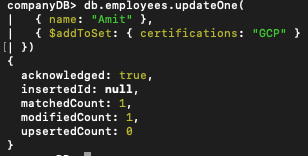 companyDB> db.employees.updateOne(
|   { name: "Amit" },
|   { $addToSet: { certifications: "GCP" }
[| })
{
  acknowledged: true,
  insertedId: null,
  matchedCount: 1,
  modifiedCount: 1,
  upsertedCount: 0
}